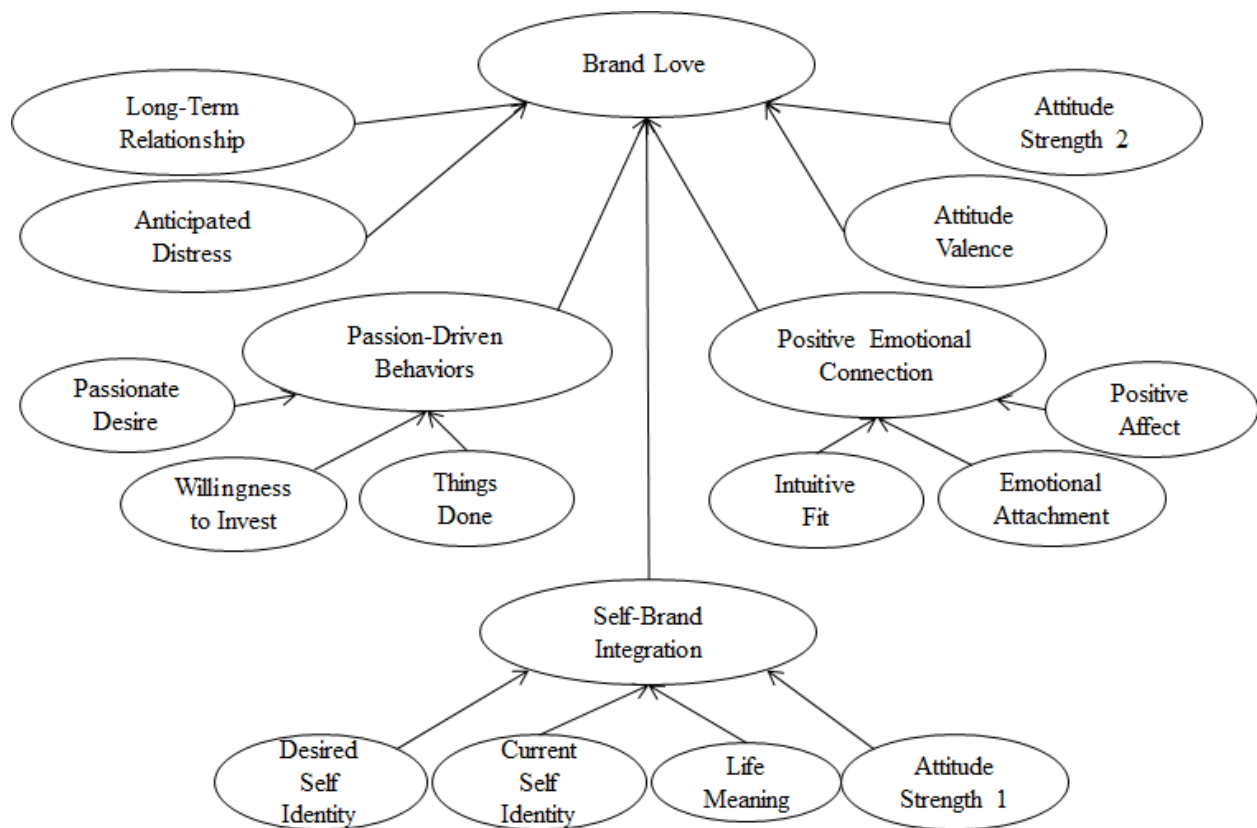 Brand Love
Long-Term
Relationship
Attitude
Strength 2
Anticipated
Distress
Attitude
Valence
Passion-Driven
Behaviors
Positive Emotional
Connection
Passionate
Desire
Positive
Affect
Willingness
to Invest
Things
Done
Intuitive
Fit
Emotional
Attachment
Self-Brand
Integration
Desired
Self
Identity
Current
Self
Identity
Life
Meaning
Attitude
Strength 1